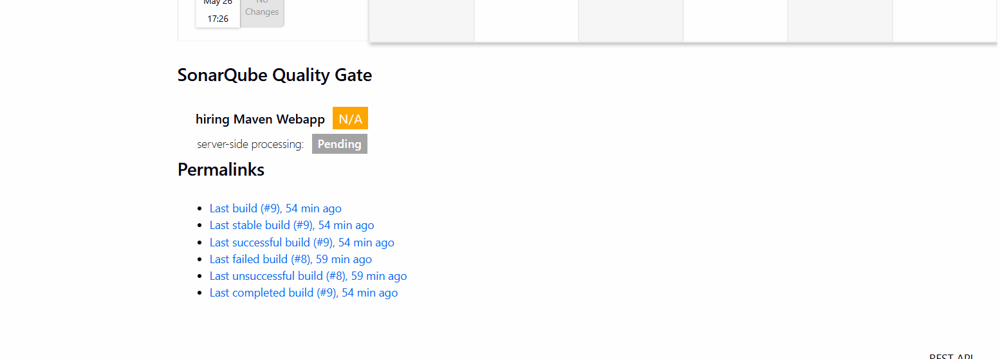 May 26
No
Changes
17:26
SonarQube Quality Gate
hiring Maven Webapp N/A
server-side processing: Pending
Permalinks
Last build (#9), 54 min ago
Last stable build (#9), 54 min ago
Last successful build (#9), 54 min ago
Last failed build (#8), 59 min ago
Last unsuccessful build (#8), 59 min ago
Last completed build (#9), 54 min ago
REST API